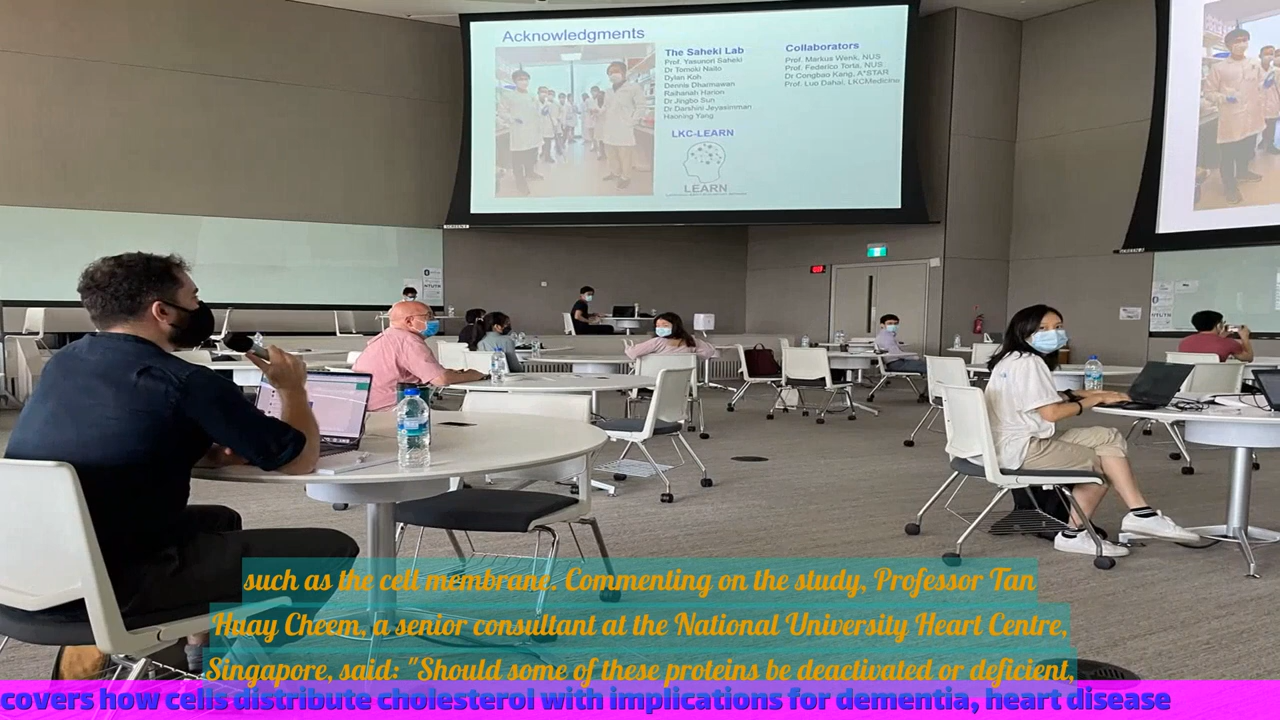 Acknowledgments
The Saheki Lab
Prof. Yasunori Saheki
Dr Tomoki Naito
Dylan Koh
Dennis Dharmawan
Raihanah Harion
Dr Jingbo Sun
Dr Darshini Jeyasimman
Haoning Yang
Collaborators
Prof. Markus Wenk, NUS
Prof. Federico Torta, NUS
Dr Congbao Kang, A*STAR
Prof. Luo Dahai, LKCMedicine
LKC-LEARN
LEARN
such as the cell membrane. Commenting on the study, Professor Tan
Huay Cheem, a senior consultant at the National University Heart Centre,
Singapore, said: "Should some of these proteins be deactivated or deficient,
covers how cells distribute cholesterol with implications for dementia, heart disease